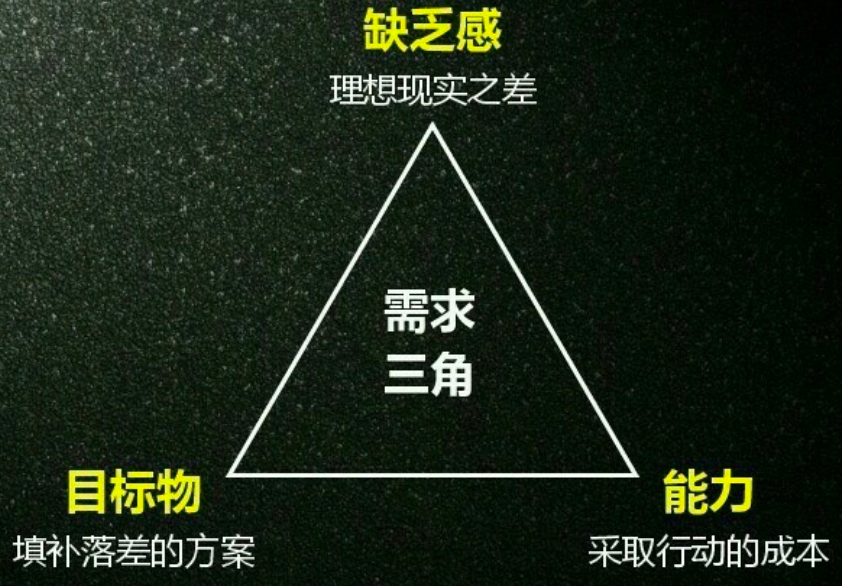 缺乏感
理想现实之差
需求
三角
目标物
能力
填补落差的方案
采取行动的成本